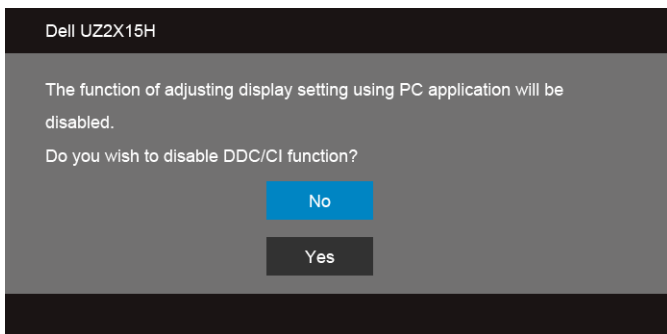 Dell UZ2X15H
The function of adjusting display setting using PC application will be
disabled.
Do you wish to disable DDC/CI function?
No
Yes